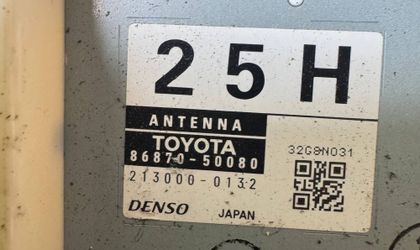 25H
ANTENNA
TOYOTA
86870-50080
32G8N031
213000-0132
DENSO JAPAN